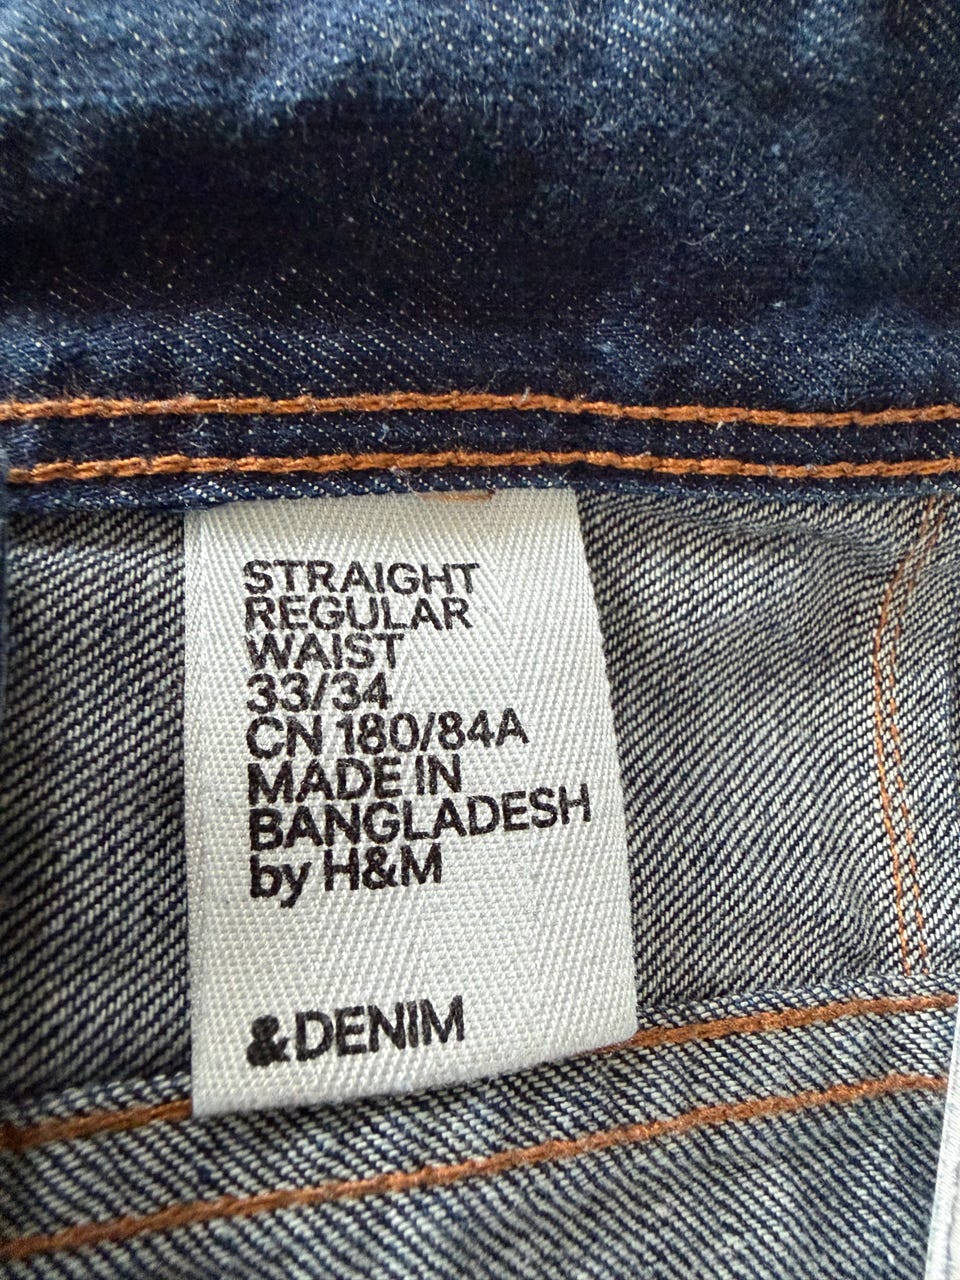 STRAIGHT
REGULAR
WAIST
33/34
CN 180/84A
MADE IN
BANGLADESH
by H&M
&DENIM